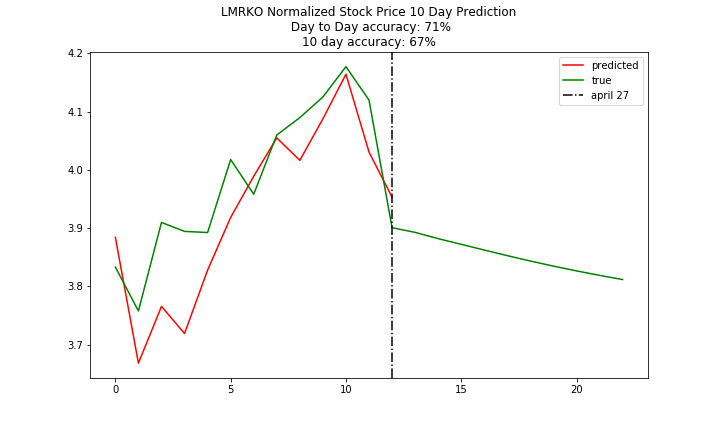 LMRKO Normalized Stock Price 10 Day Prediction
Day to Day accuracy: 71%
10 day accuracy: 67%
predicted
true
april 27
4.2
4.1
4.0
3.9
3.8
3.7
0 5 10 15 20